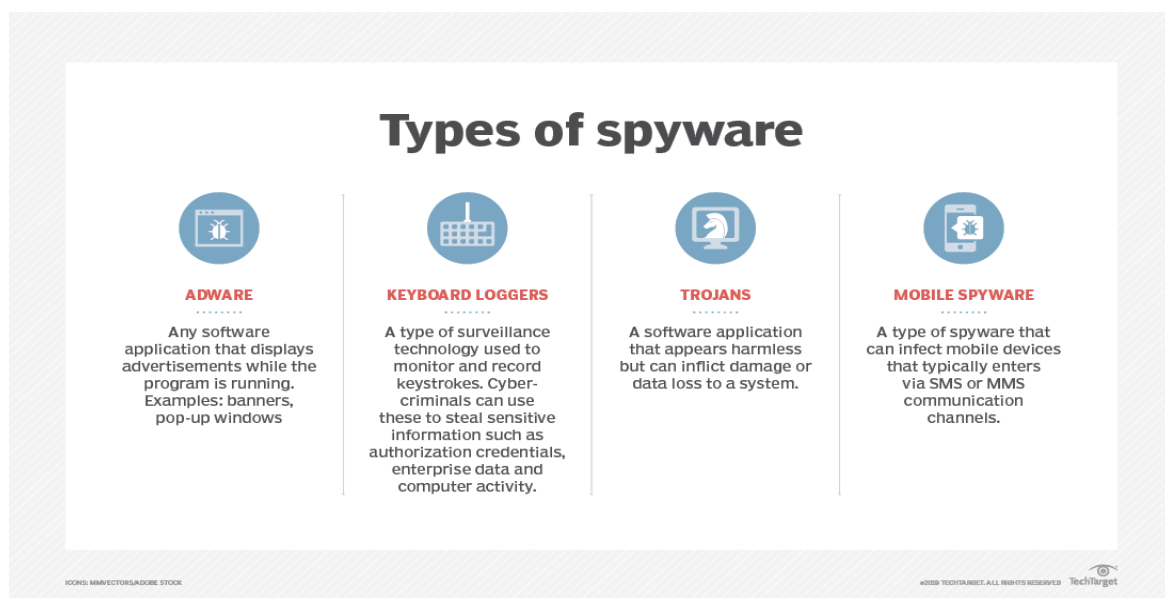 Types of spyware
ADWARE
Any software
application that displays
advertisements while the
program is running.
Examples: banners,
pop-up windows
KEYBOARD LOGGERS
A type of surveillance
technology used to
monitor and record
keystrokes. Cyber-
criminals can use
these to steal sensitive
information such as
authorization credentials,
enterprise data and
computer activity.
TROJANS
A software application
that appears harmless
but can inflict damage or
data loss to a system.
MOBILE SPYWARE
A type of spyware that
can infect mobile devices
that typically enters
via SMS or MMS
communication
channels.
ICONS: MMVECTORS/ADOBE STOCK
©2019 TECHTARGET. ALL RIGHTS RESERVED TechTarget